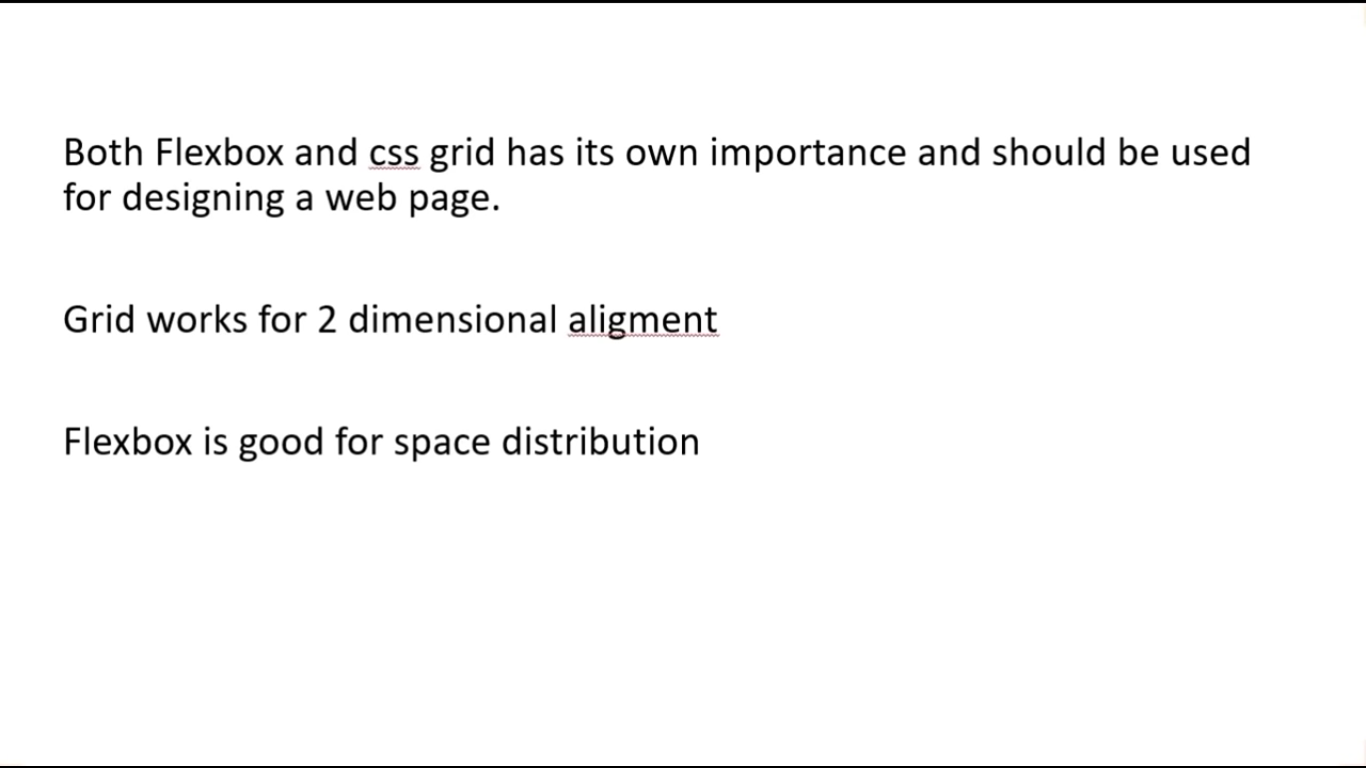 Both Flexbox and css grid has its own importance and should be used
for designing a web page.
Grid works for 2 dimensional aligment
Flexbox is good for space distribution